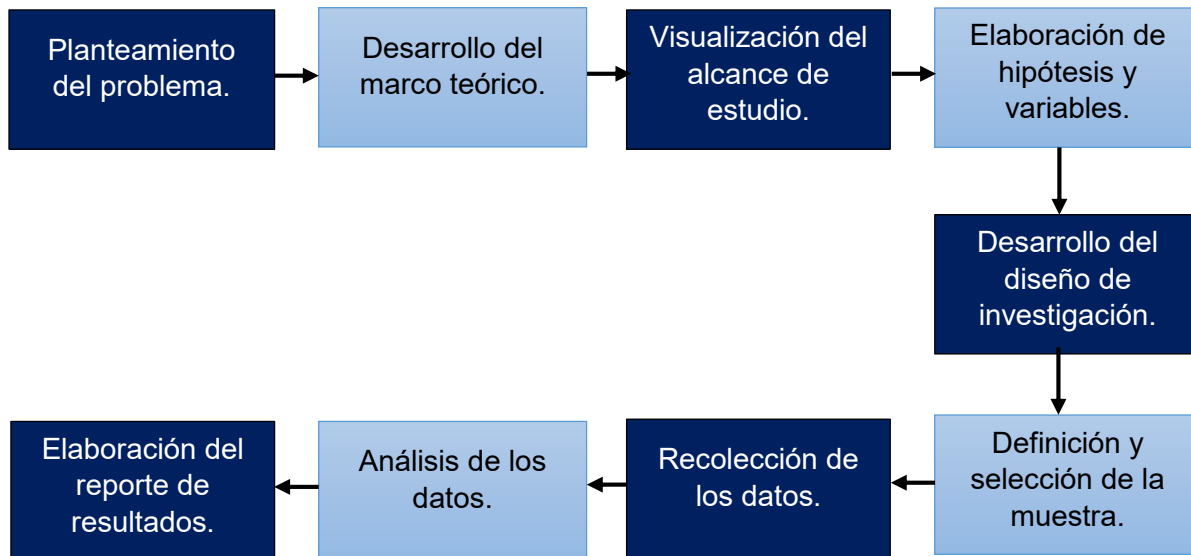 Planteamiento
del problema.
Desarrollo del
marco teórico.
Visualización del
alcance de
estudio.
Elaboración de
hipótesis y
variables.
Desarrollo del
diseño de
investigación.
Definición y
selección de la
muestra.
Recolección de
los datos.
Análisis de los
datos.
Elaboración del
reporte de
resultados.